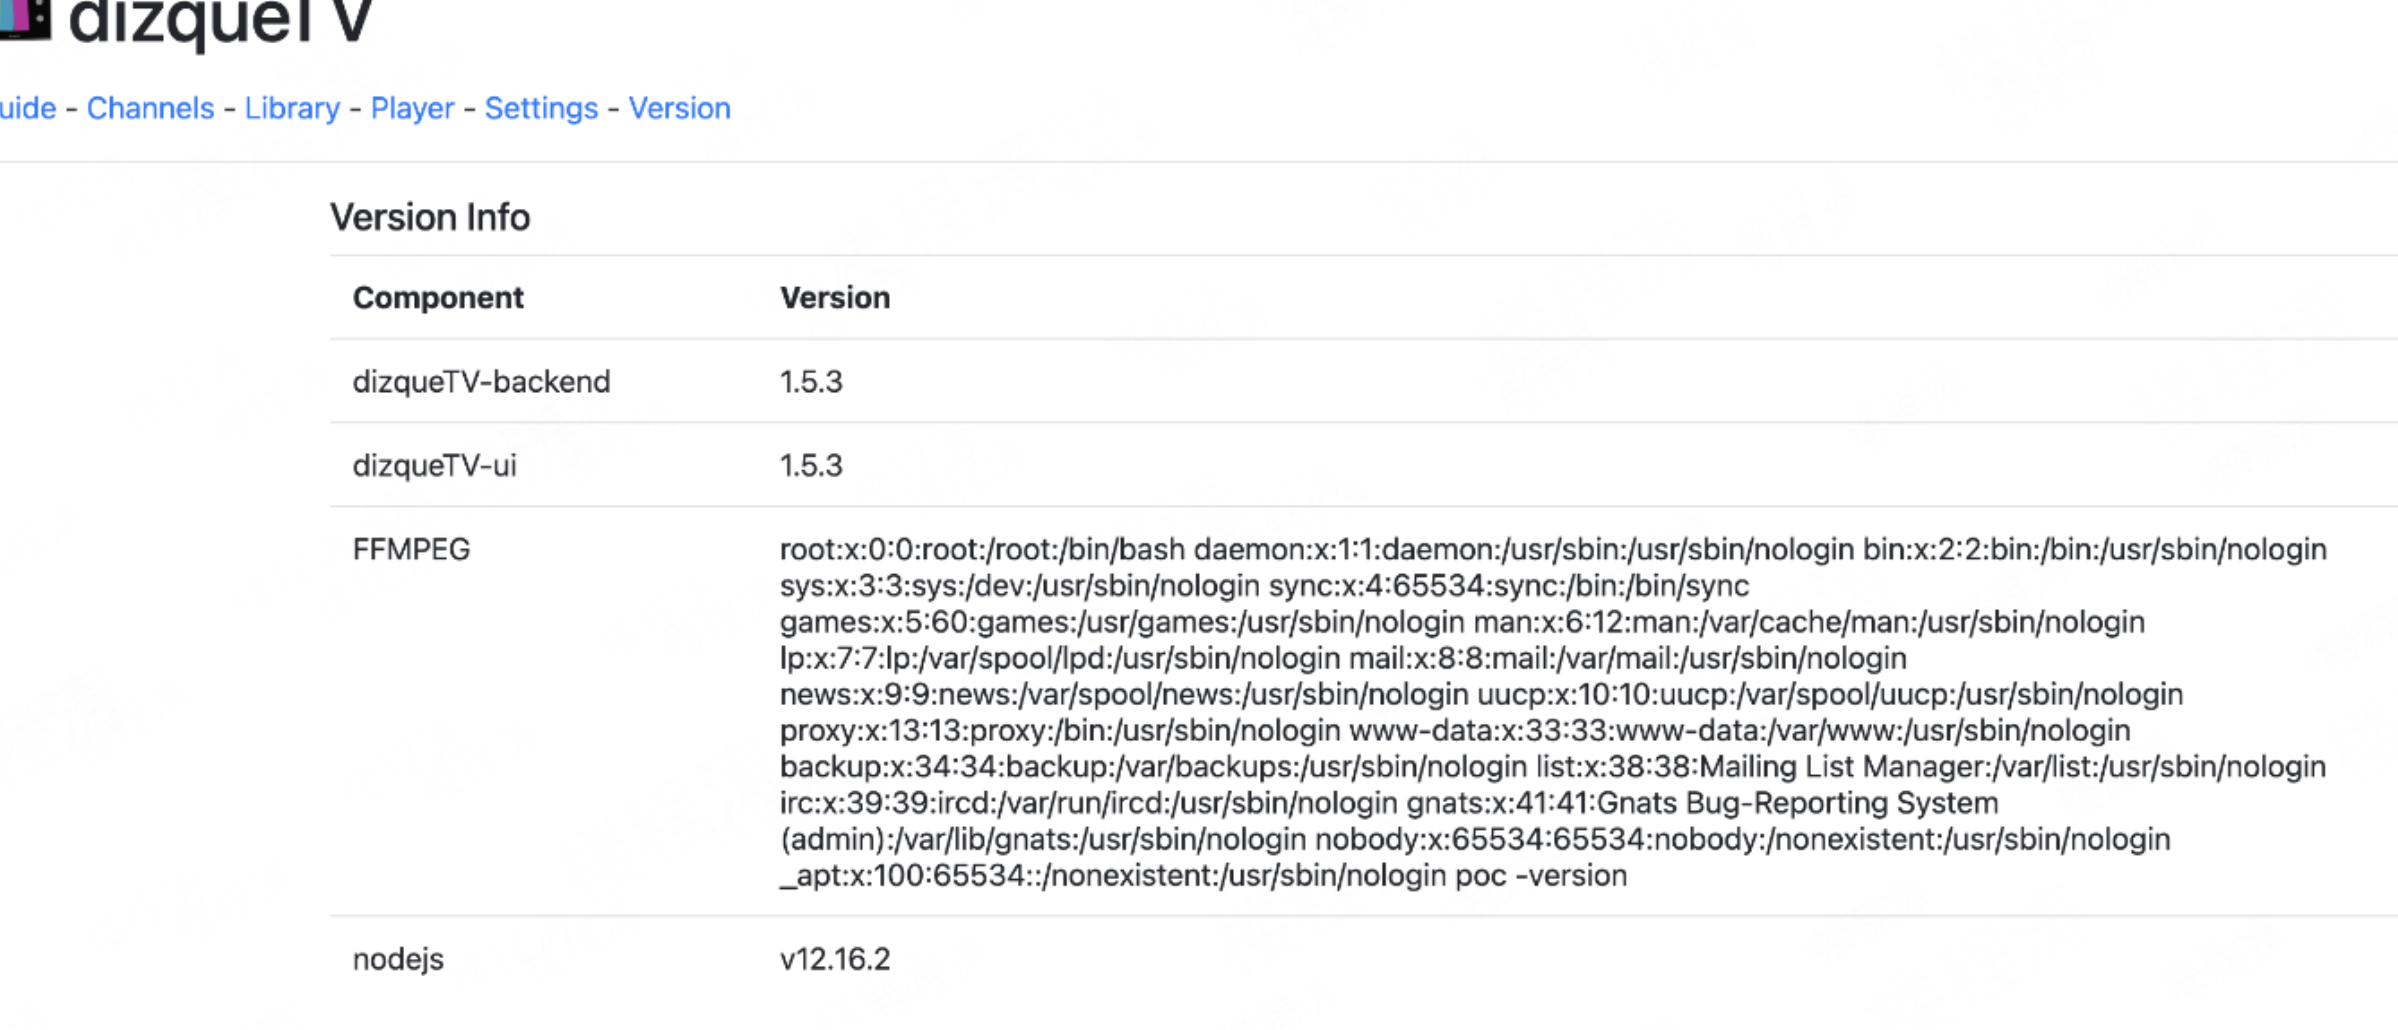 dizqueTV
uide - Channels - Library - Player - Settings - Version
Version Info
Component Version
dizqueTV-backend 1.5.3
dizqueTV-ui 1.5.3
FFMPEG root:x:0:0:root:/root:/bin/bash daemon:x:1:1:daemon:/usr/sbin:/usr/sbin/nologin bin:x:2:2:bin:/bin:/usr/sbin/nologin
sys:x:3:3:sys:/dev:/usr/sbin/nologin sync:x:4:65534:sync:/bin:/bin/sync
games:x:5:60:games:/usr/games:/usr/sbin/nologin man:x:6:12:man:/var/cache/man:/usr/sbin/nologin
lp:x:7:7:lp:/var/spool/lpd:/usr/sbin/nologin mail:x:8:8:mail:/var/mail:/usr/sbin/nologin
news:x:9:9:news:/var/spool/news:/usr/sbin/nologin uucp:x:10:10:uucp:/var/spool/uucp:/usr/sbin/nologin
proxy:x:13:13:proxy:/bin:/usr/sbin/nologin www-data:x:33:33:www-data:/var/www:/usr/sbin/nologin
backup:x:34:34:backup:/var/backups:/usr/sbin/nologin list:x:38:38:Mailing List Manager:/var/list:/usr/sbin/nologin
irc:x:39:39:ircd:/var/run/ircd:/usr/sbin/nologin gnats:x:41:41:Gnats Bug-Reporting System
(admin):/var/lib/gnats:/usr/sbin/nologin nobody:x:65534:65534:nobody:/nonexistent:/usr/sbin/nologin
_apt:x:100:65534::/nonexistent:/usr/sbin/nologin poc -version
nodejs v12.16.2